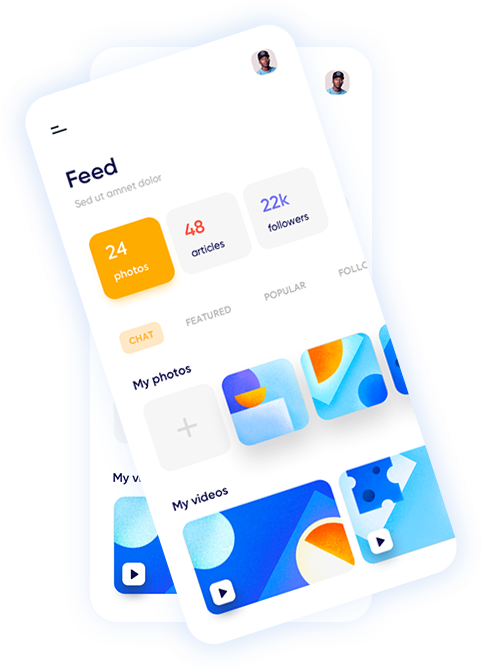 Feed
Sed ut amnet dolor
24
photos
48
articles
22k
followers
CHAT
FEATURED
POPULAR
FOLLC
My photos
My videos
My vi